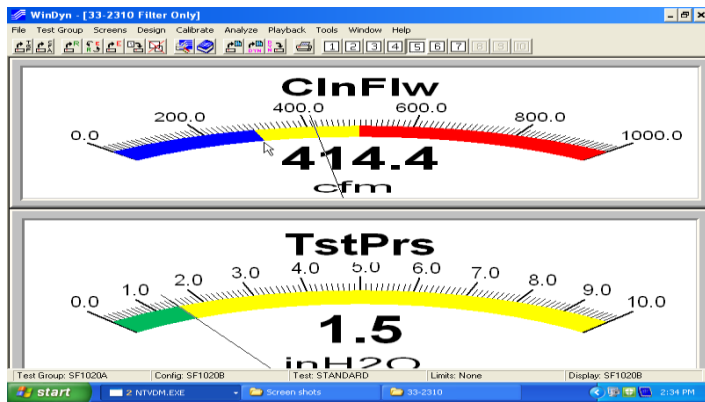 WinDyn - [33-2310 Filter Only]
File Test Group Screens Design Calibrate Analyze Playback Tools Window Help
1 2 3 4 5 6 7 8 9 10
ClnFlw
0.0 200.0 400.0 600.0 800.0 1000.0
414.4
cfm
TstPrs
0.0 1.0 2.0 3.0 4.0 5.0 6.0 7.0 8.0 9.0 10.0
1.5
inH2O
Test Group: SF1020A Config: SF1020B Test: STANDARD Limits: None Display: SF1020B
start 2 NTVDM.EXE Screen shots 33-2310 2:34 PM